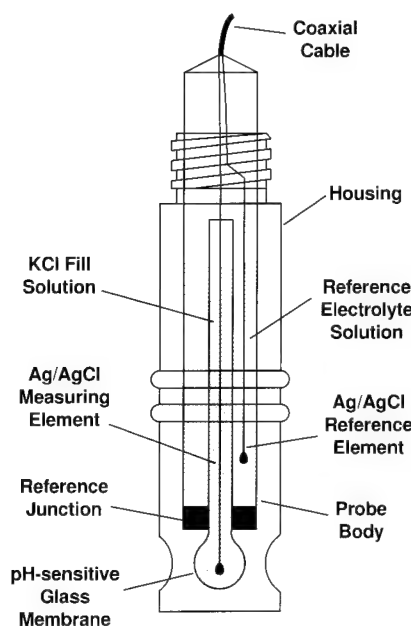 Coaxial
Cable
Housing
KCl Fill
Solution
Reference
Electrolyte
Solution
Ag/AgCl
Measuring
Element
Ag/AgCl
Reference
Element
Reference
Junction
Probe
Body
pH-sensitive
Glass
Membrane